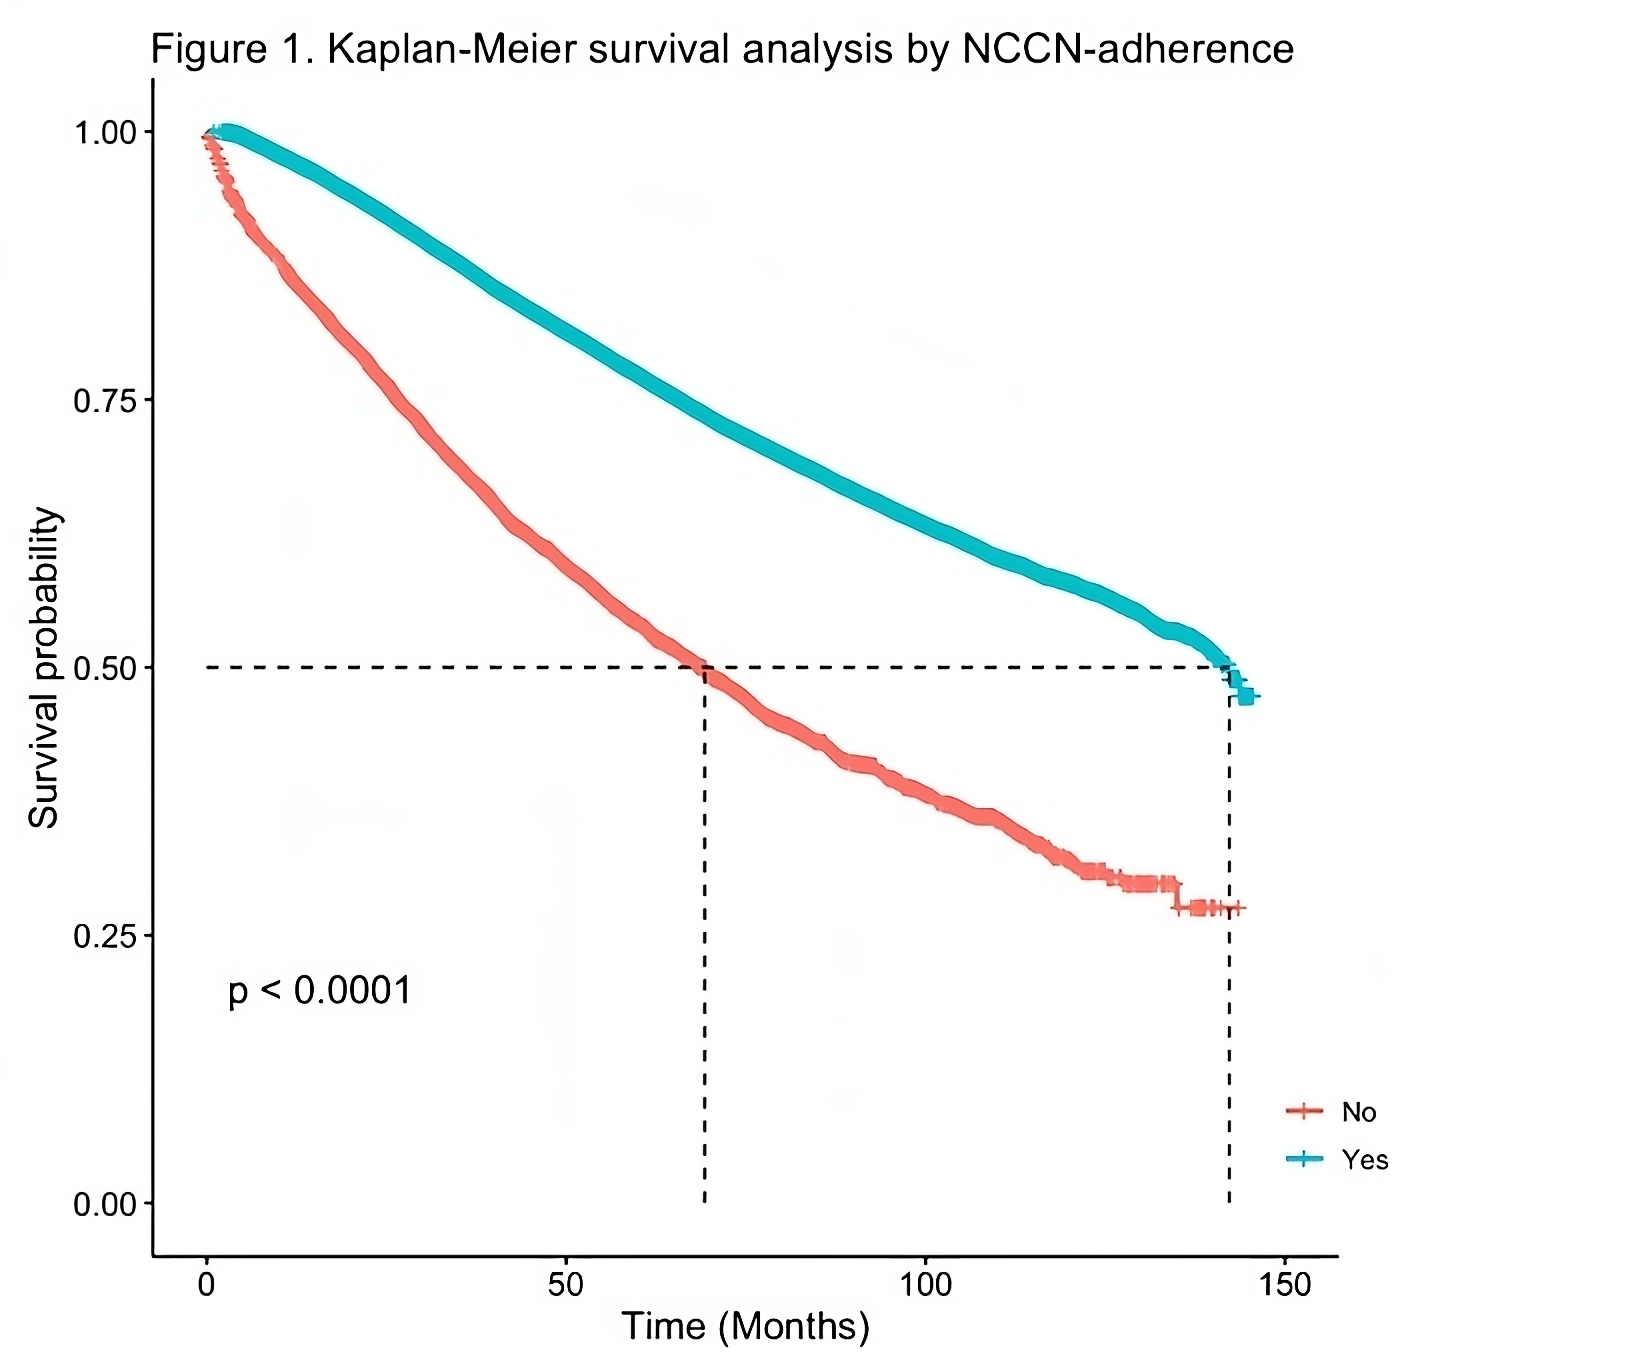 Figure 1. Kaplan-Meier survival analysis by NCCN-adherence
1.00
0.75
0.50
0.25
0.00
Survival probability
p < 0.0001
No
Yes
0 50 100 150
Time (Months)